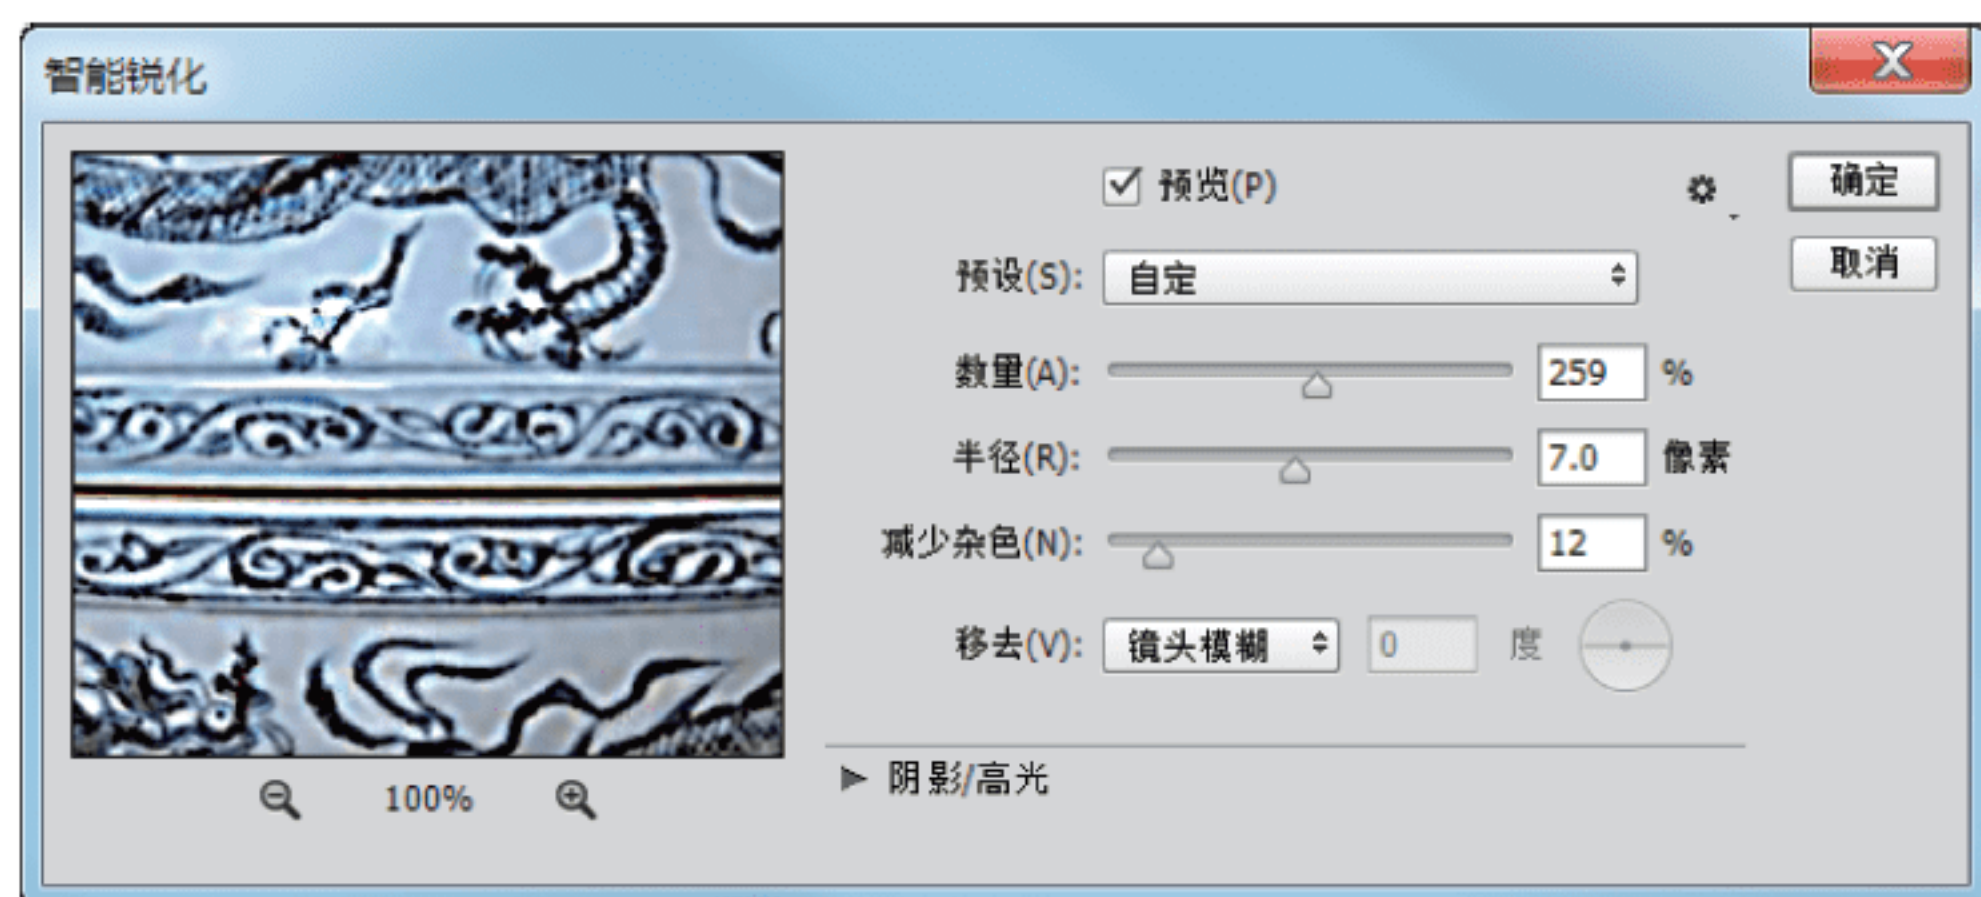 智能锐化
预览(P)
确定
预设(S): 自定
取消
数量(A): 259 %
半径(R): 7.0 像素
减少杂色(N): 12 %
移去(V): 镜头模糊 0 度
阴影/高光
100%